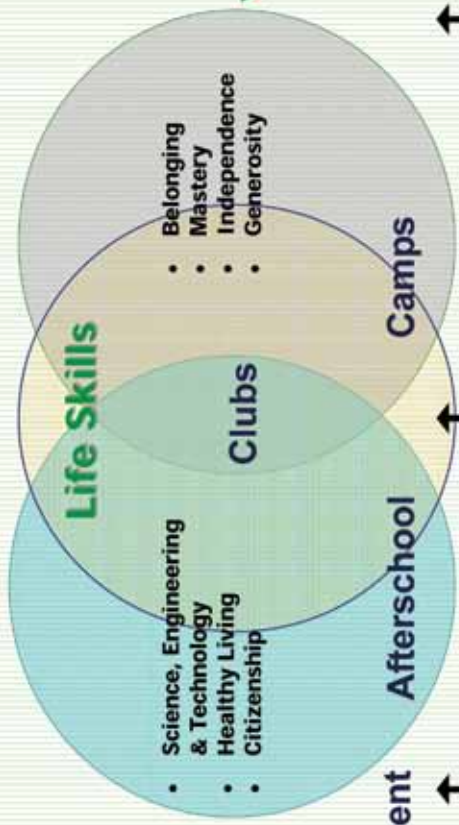 Life Skills
• Science, Engineering
& Technology
• Healthy Living
• Citizenship
• Belonging
• Mastery
• Independence
• Generosity
Clubs
Afterschool
Camps
ent